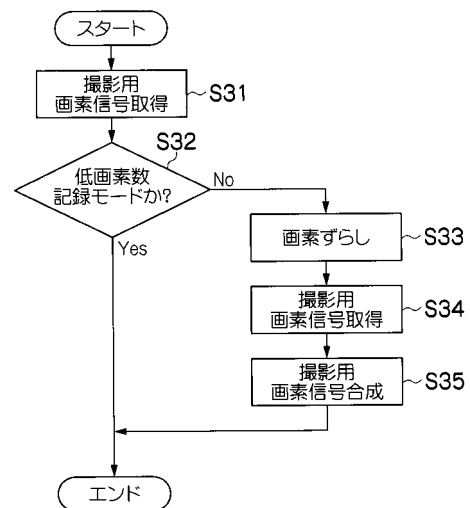 スタート
撮影用
画素信号取得
S31
S32
低画素数
記録モードか?
No
Yes
画素ずらし
S33
撮影用
画素信号取得
S34
撮影用
画素信号合成
S35
エンド